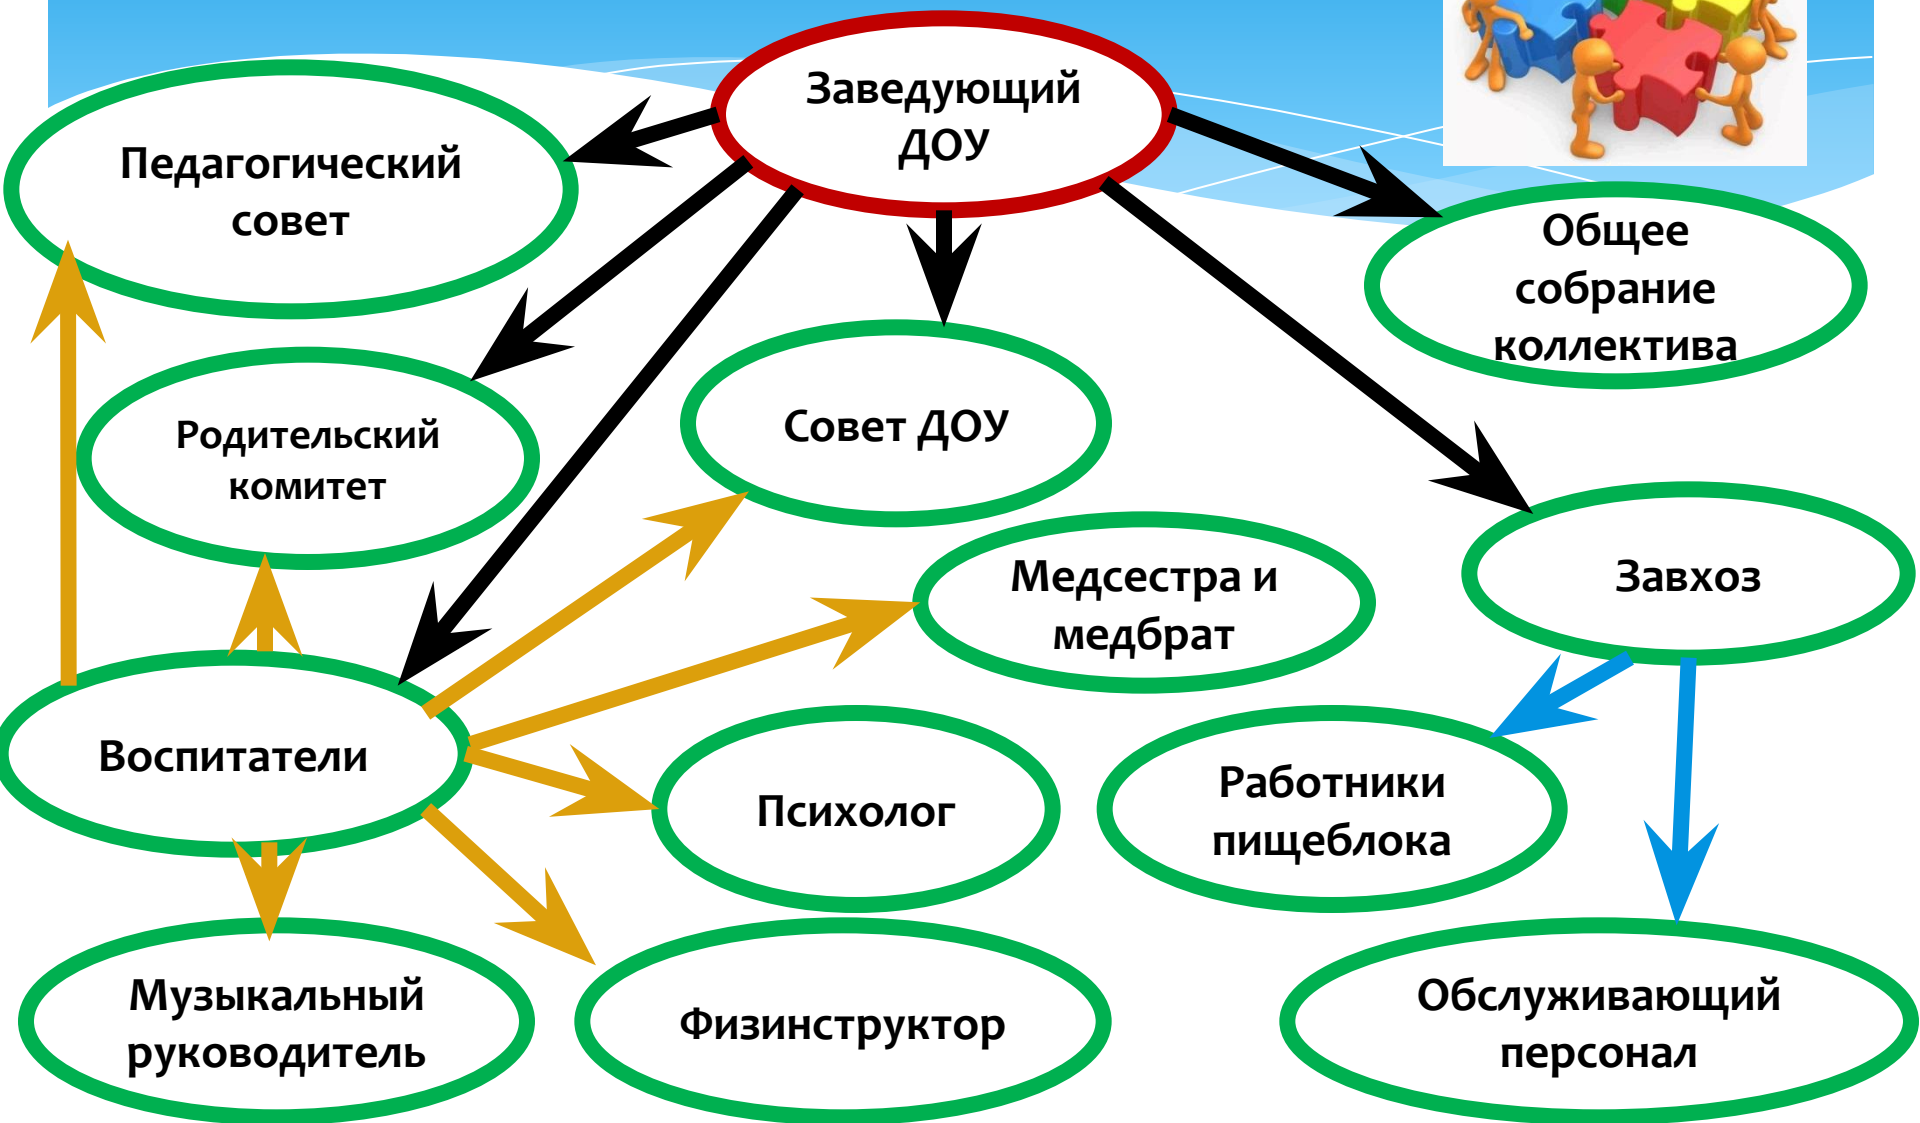 Заведующий
ДОУ
Педагогический
совет
Общее
собрание
коллектива
Родительский
комитет
Совет ДОУ
Медсестра и
медбрат
Завхоз
Воспитатели
Психолог
Работники
пищеблока
Музыкальный
руководитель
Физинструктор
Обслуживающий
персонал